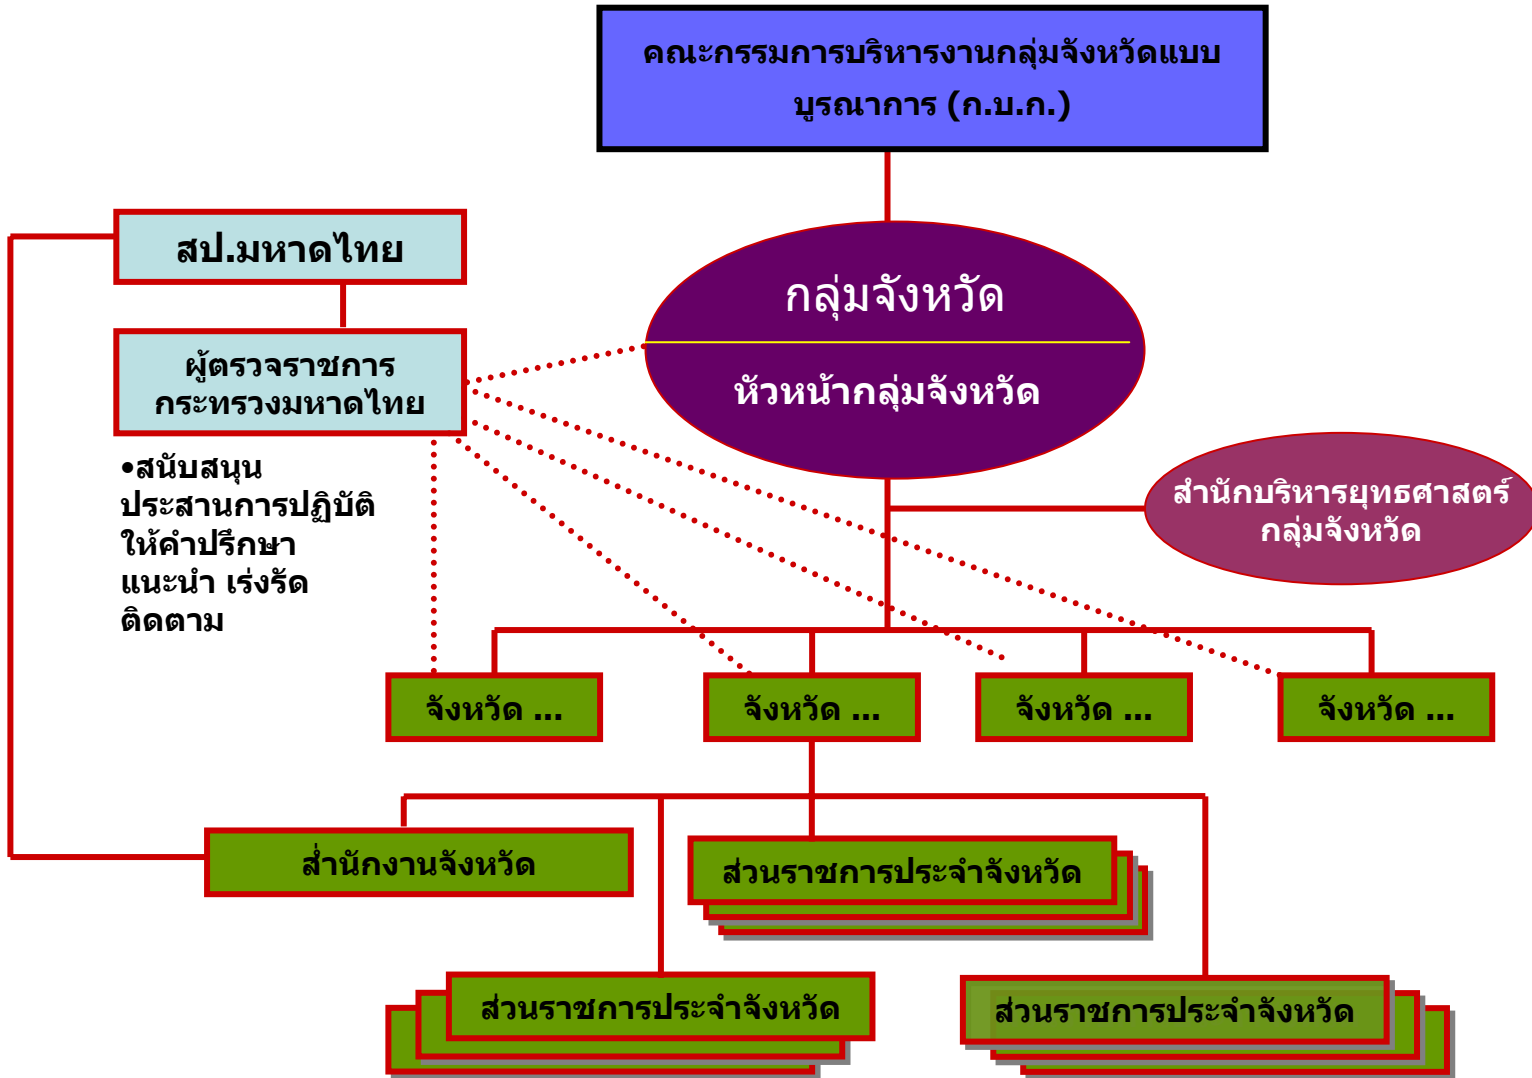 คณะกรรมการบริหารงานกลุ่มจังหวัดแบบ
บูรณาการ (ก.บ.ก.)
สป.มหาดไทย
กลุ่มจังหวัด
หัวหน้ากลุ่มจังหวัด
ผู้ตรวจราชการ
กระทรวงมหาดไทย
•สนับสนุน
ประสานการปฏิบัติ
ให้คำปรึกษา
แนะนำ เร่งรัด
ติดตาม
สำนักบริหารยุทธศาสตร์
กลุ่มจังหวัด
จังหวัด ...
จังหวัด ...
จังหวัด ...
จังหวัด ...
สำนักงานจังหวัด
ส่วนราชการประจำจังหวัด
ส่วนราชการประจำจังหวัด
ส่วนราชการประจำจังหวัด